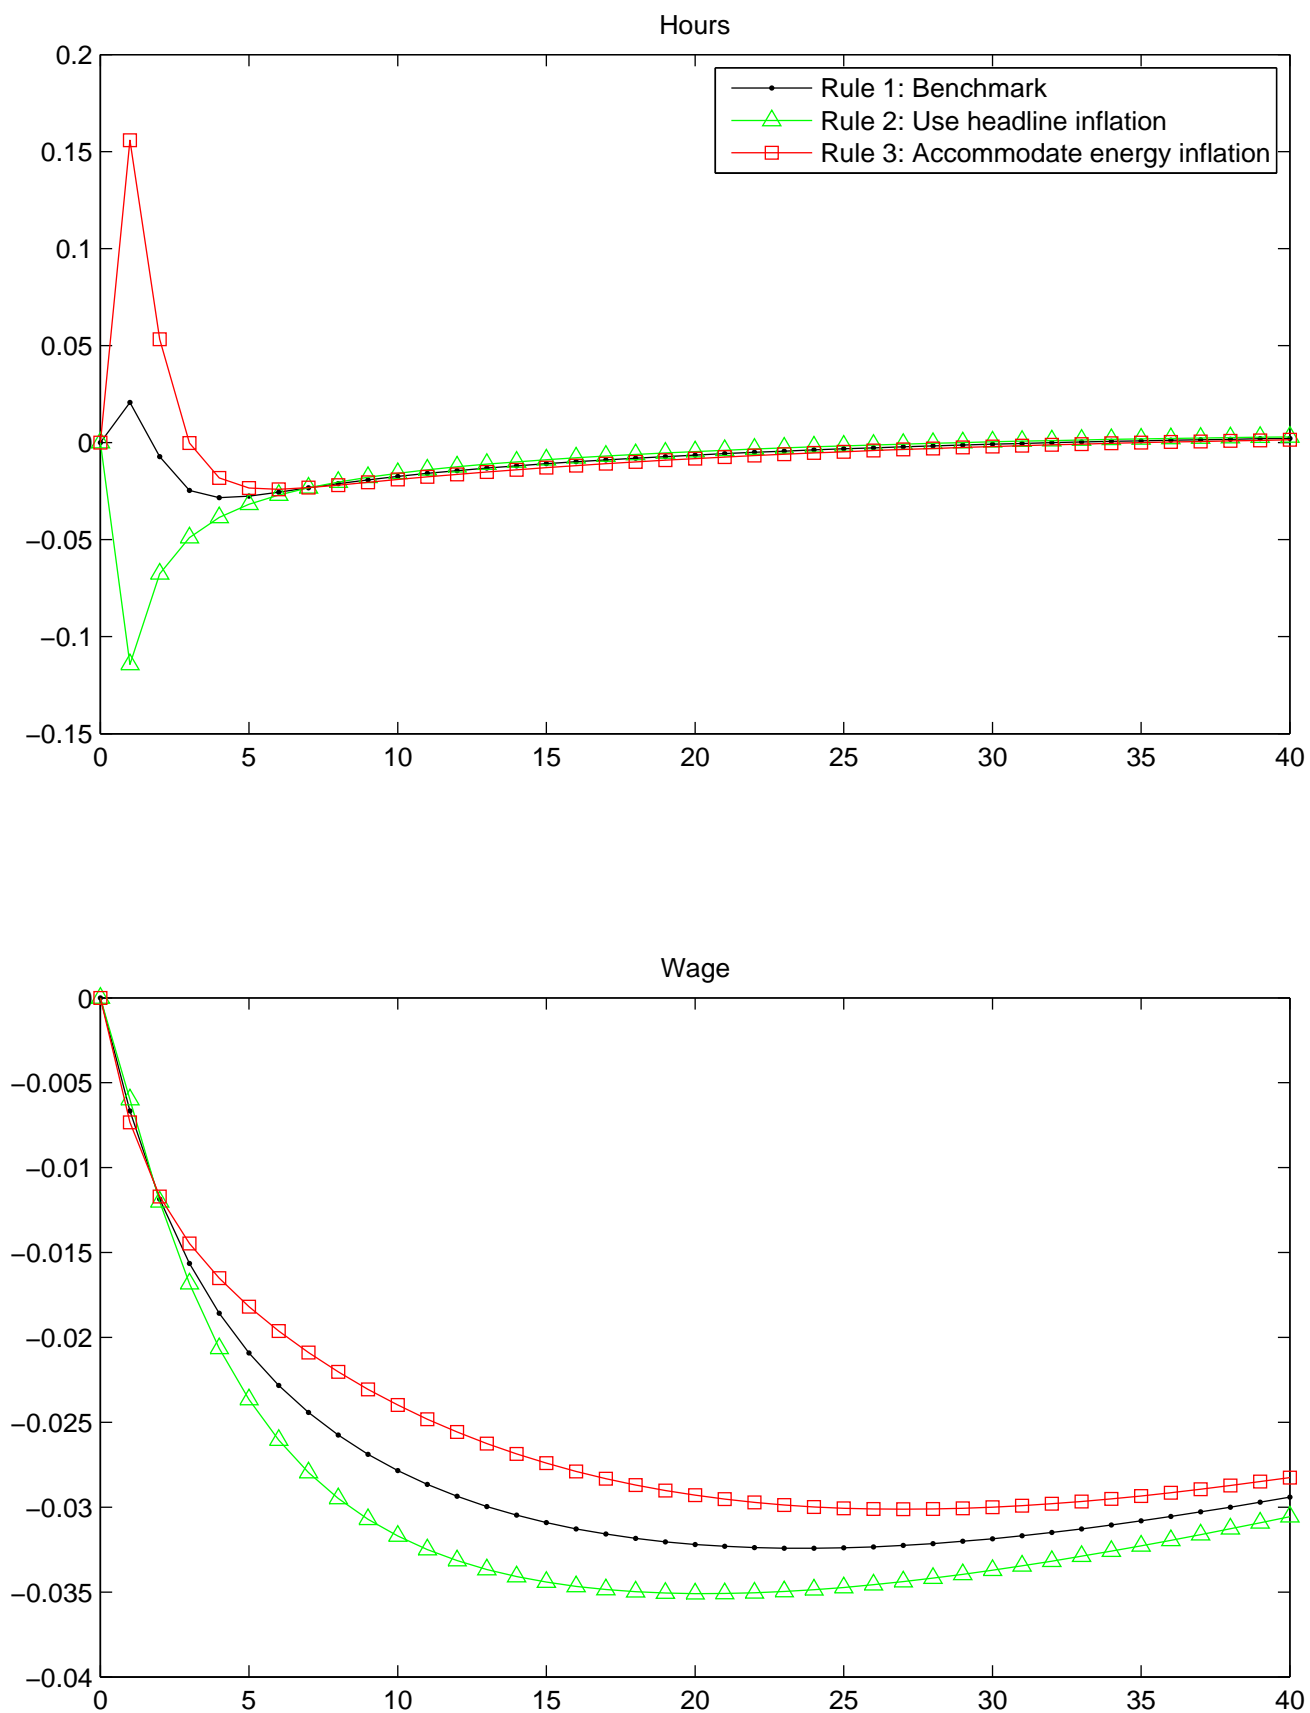 Hours
0.2
0.15
0.1
0.05
0
−0.05
−0.1
−0.15
0 5 10 15 20 25 30 35 40
Rule 1: Benchmark
Rule 2: Use headline inflation
Rule 3: Accommodate energy inflation
Wage
0
−0.005
−0.01
−0.015
−0.02
−0.025
−0.03
−0.035
−0.04
0 5 10 15 20 25 30 35 40